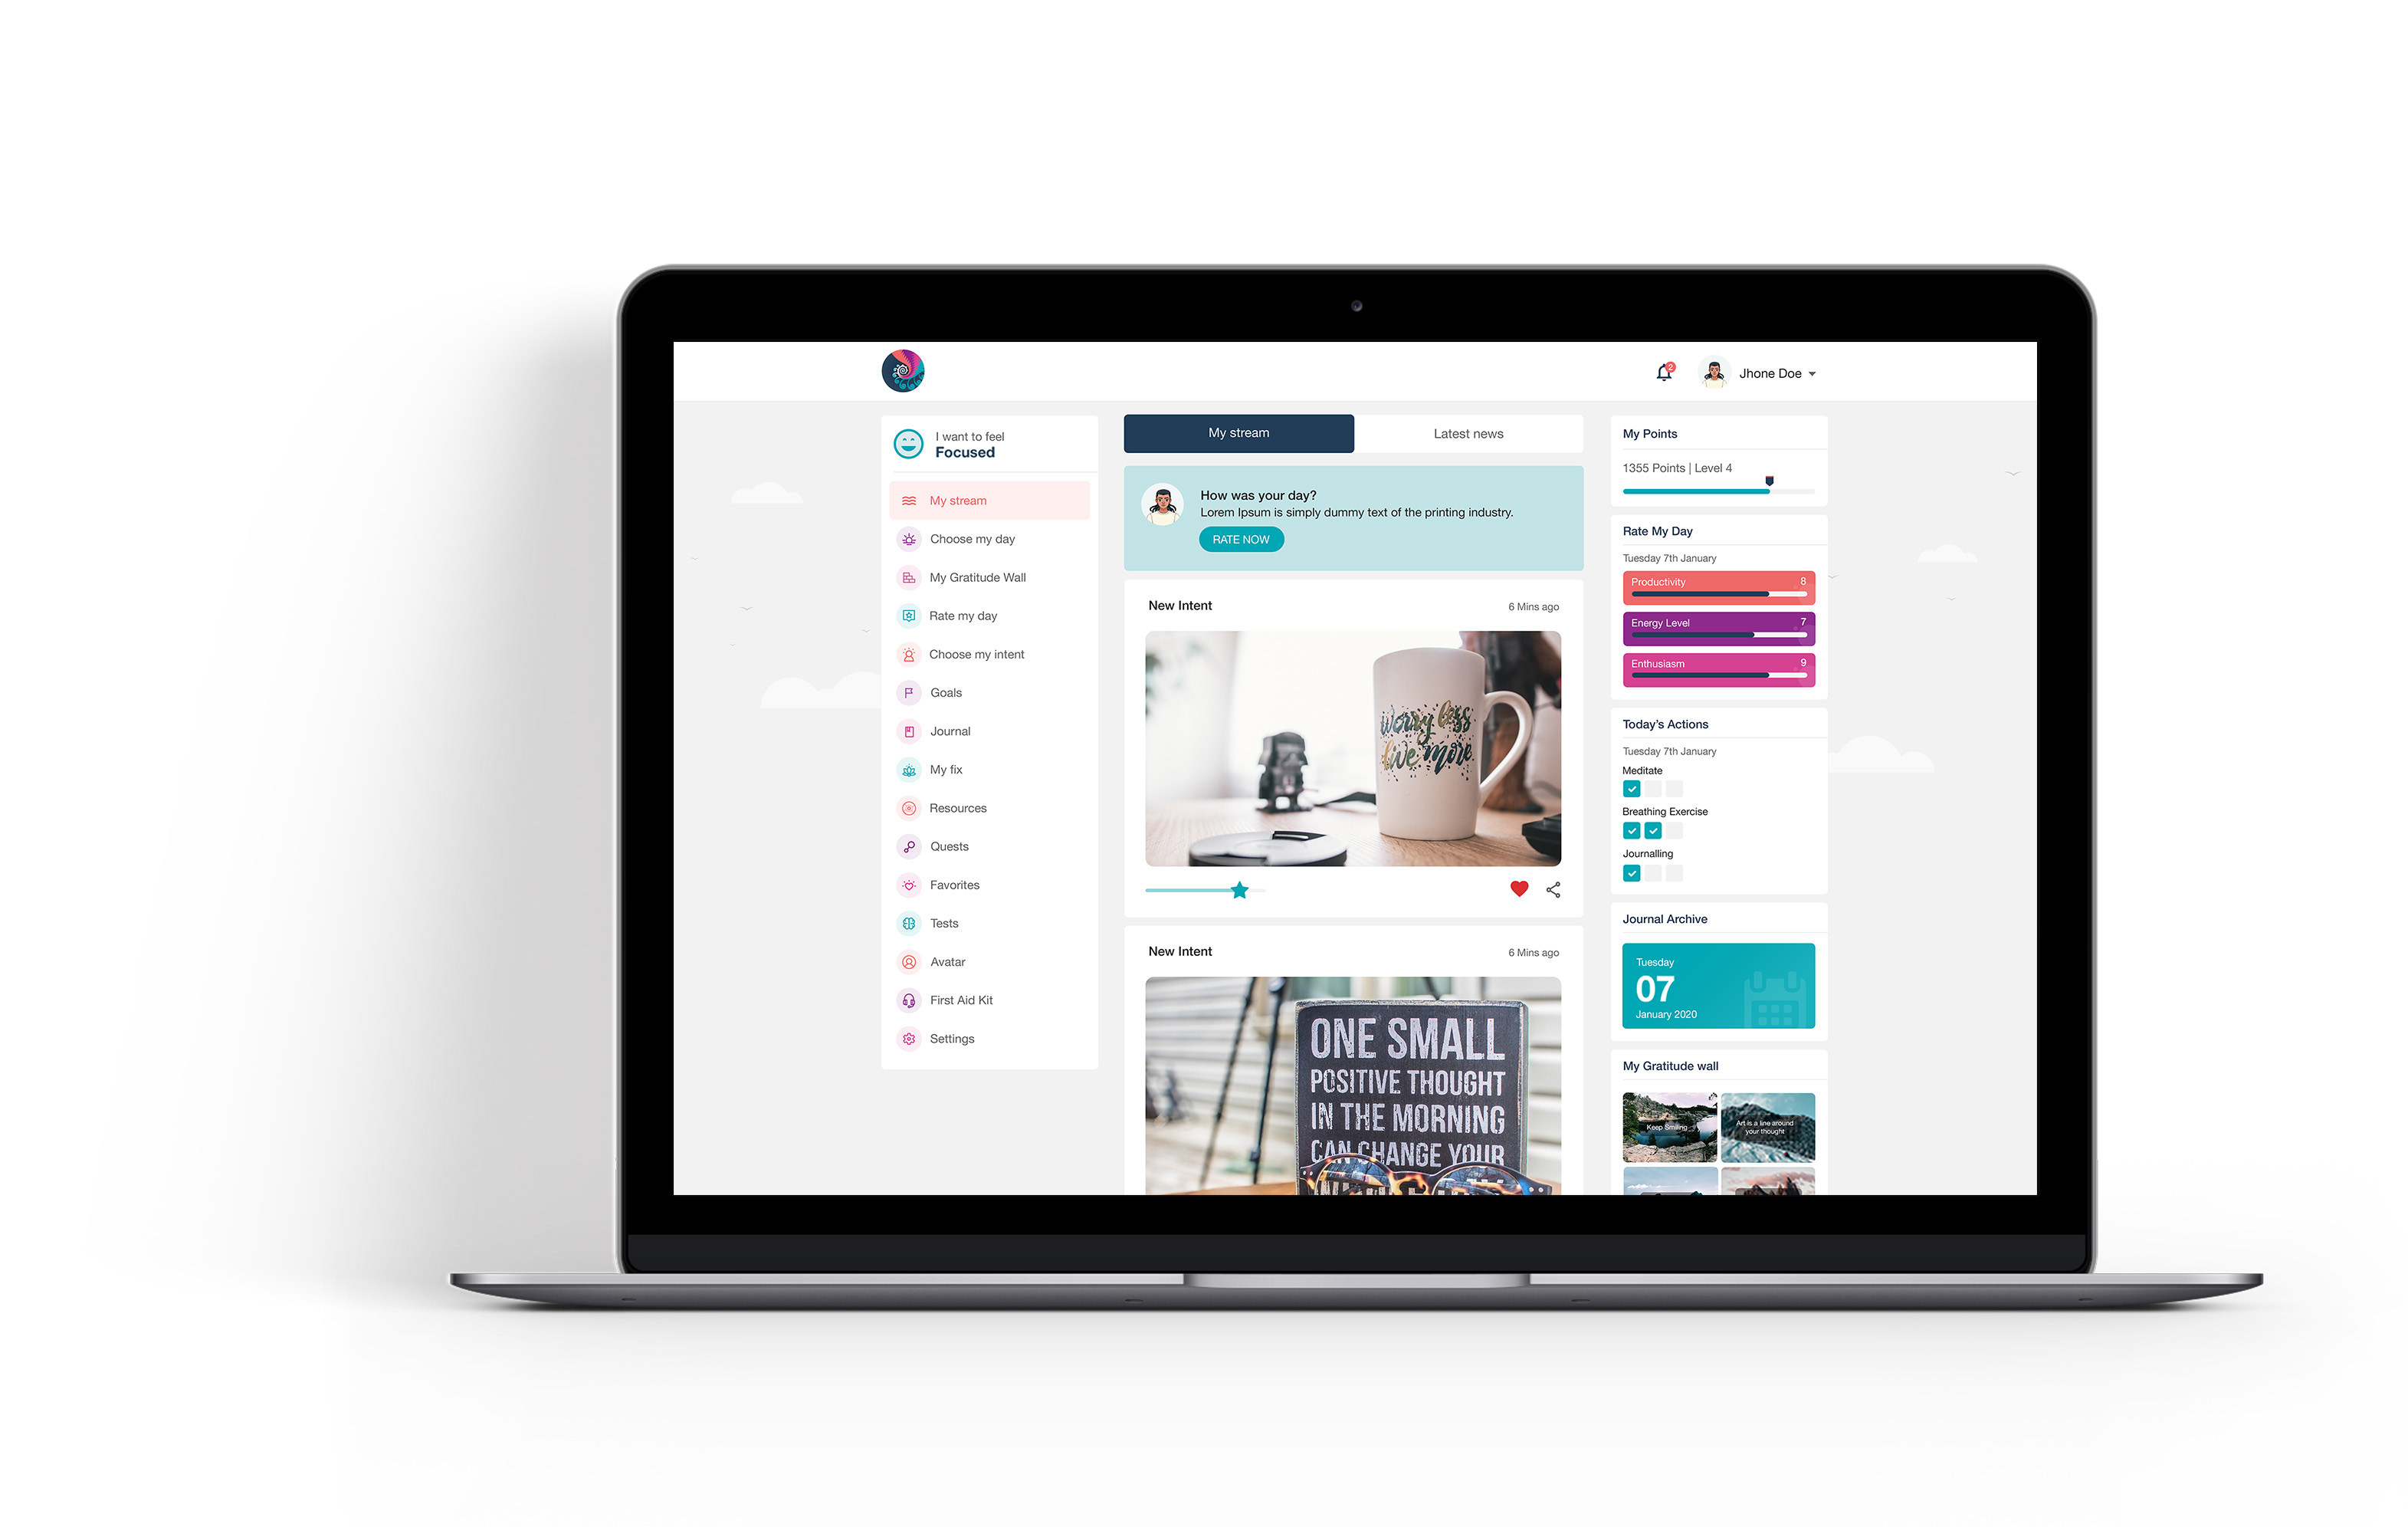 2
Jhone Doe
I want to feel
Focused
My stream
Choose my day
My Gratitude Wall
Rate my day
Choose my intent
Goals
Journal
My fix
Resources
Quests
Favorites
Tests
Avatar
First Aid Kit
Settings
My stream
Latest news
How was your day?
Lorem Ipsum is simply dummy text of the printing industry.
RATE NOW
New Intent
6 Mins ago
Worry less
live more.
New Intent
6 Mins ago
ONE SMALL
POSITIVE THOUGHT
IN THE MORNING
CAN CHANGE YOUR
My Points
1355 Points | Level 4
Rate My Day
Tuesday 7th January
Productivity 8
Energy Level 7
Enthusiasm 9
Today’s Actions
Tuesday 7th January
Meditate
Breathing Exercise
Journalling
Journal Archive
Tuesday
07
January 2020
My Gratitude wall
Keep Smiling
Art is a line around
your thought